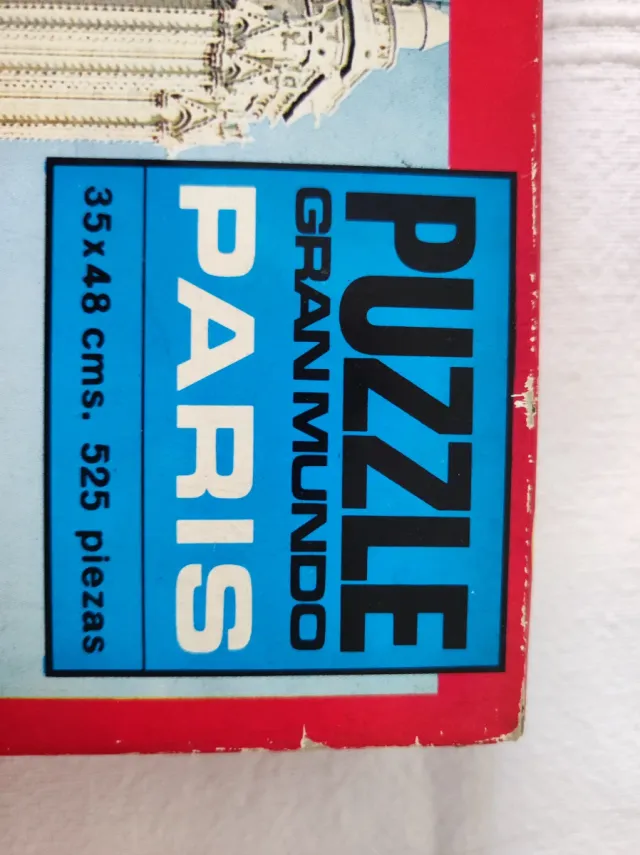 PUZZLE
GRAN MUNDO
PARIS
35x48 cms. 525 piezas